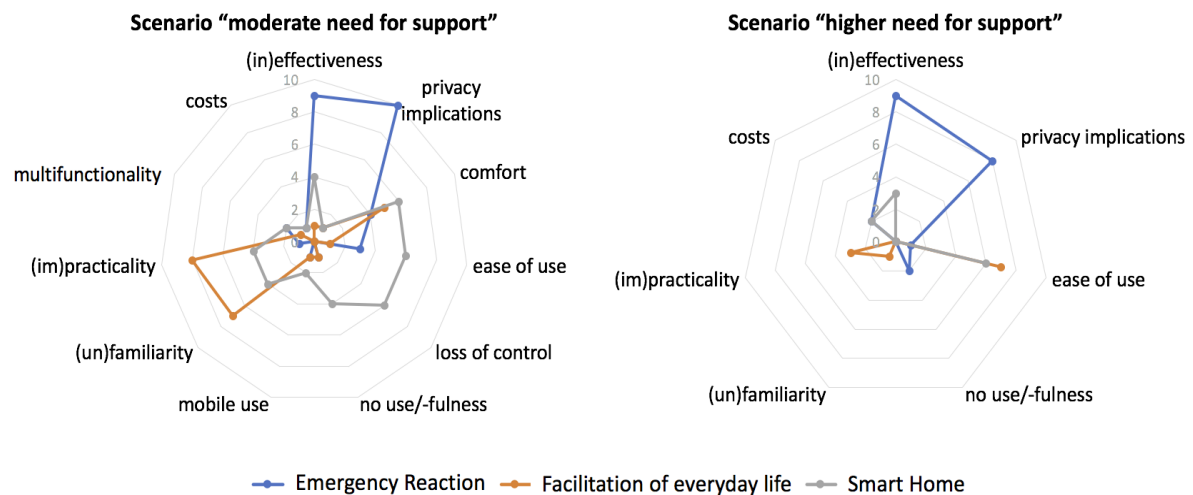 Scenario “moderate need for support”
(in)effectiveness
10
8
6
4
2
0
privacy
implications
comfort
ease of use
loss of control
no use/-fulness
mobile use
(un)familiarity
(im)practicality
multifunctionality
costs
Scenario “higher need for support”
(in)effectiveness
10
8
6
4
2
0
privacy implications
ease of use
no use/-fulness
(un)familiarity
(im)practicality
costs
Emergency Reaction
Facilitation of everyday life
Smart Home